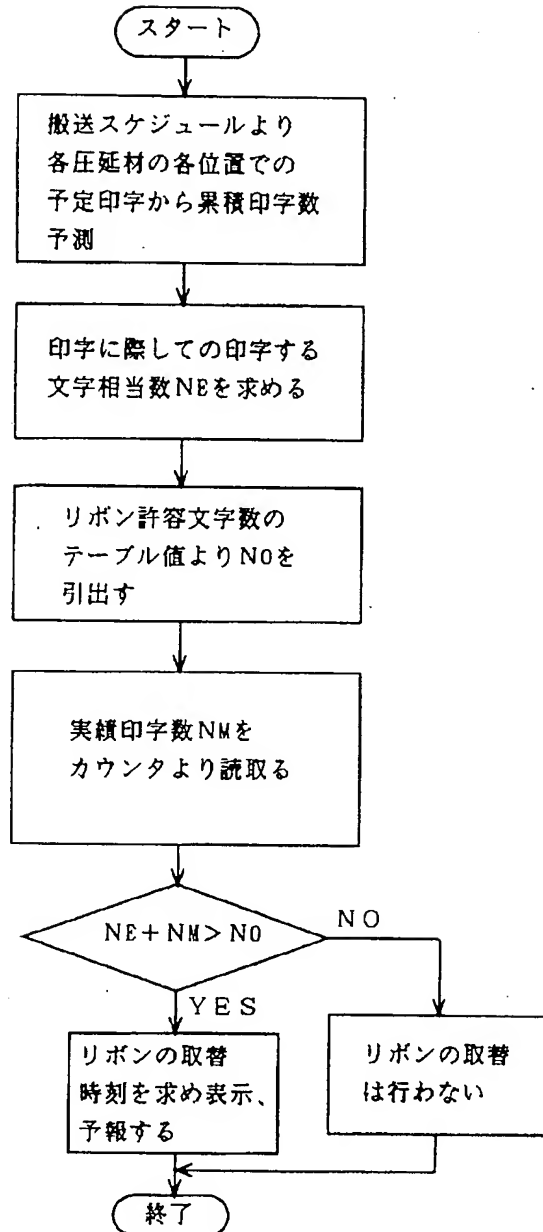 スタート
搬送スケジュールより
各圧延材の各位置での
予定印字から累積印字数
予測
印字に際しての印字する
文字相当数NEを求める
リボン許容文字数の
テーブル値よりN0を
引出す
実績印字数NMを
カウンタより読取る
NE+NM>N0
NO
YES
リボンの取替
時刻を求め表示、
予報する
リボンの取替
は行わない
終了